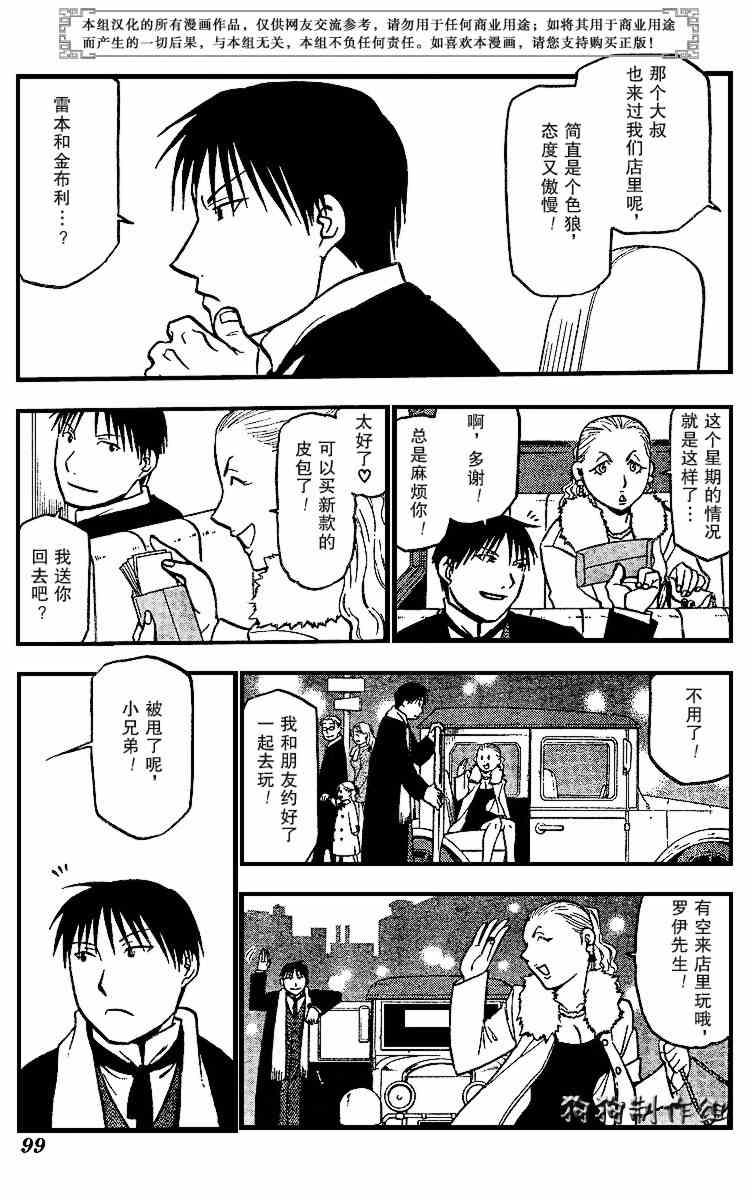 本组汉化的所有漫画作品，仅供网友交流参考，请勿用于任何商业用途；如将其用于商业用途
而产生的一切后果，与本组无关，本组不负任何责任。如喜欢本漫画，请您支持购买正版！
那个大叔
也来过我们店里呢，
简直是个色狼，
态度又傲慢！
雷本和
金布利…？
这个星期的情况
就是这样了…
啊，多谢！
总是麻烦你！
太好了♡
可以买新款的
皮包了！
我送你
回去吧？
不用了！
我和朋友约好了
一起去玩！
被甩了呢，
小兄弟！
有空来店里玩哦，
罗伊先生！
狗狗制作组
99